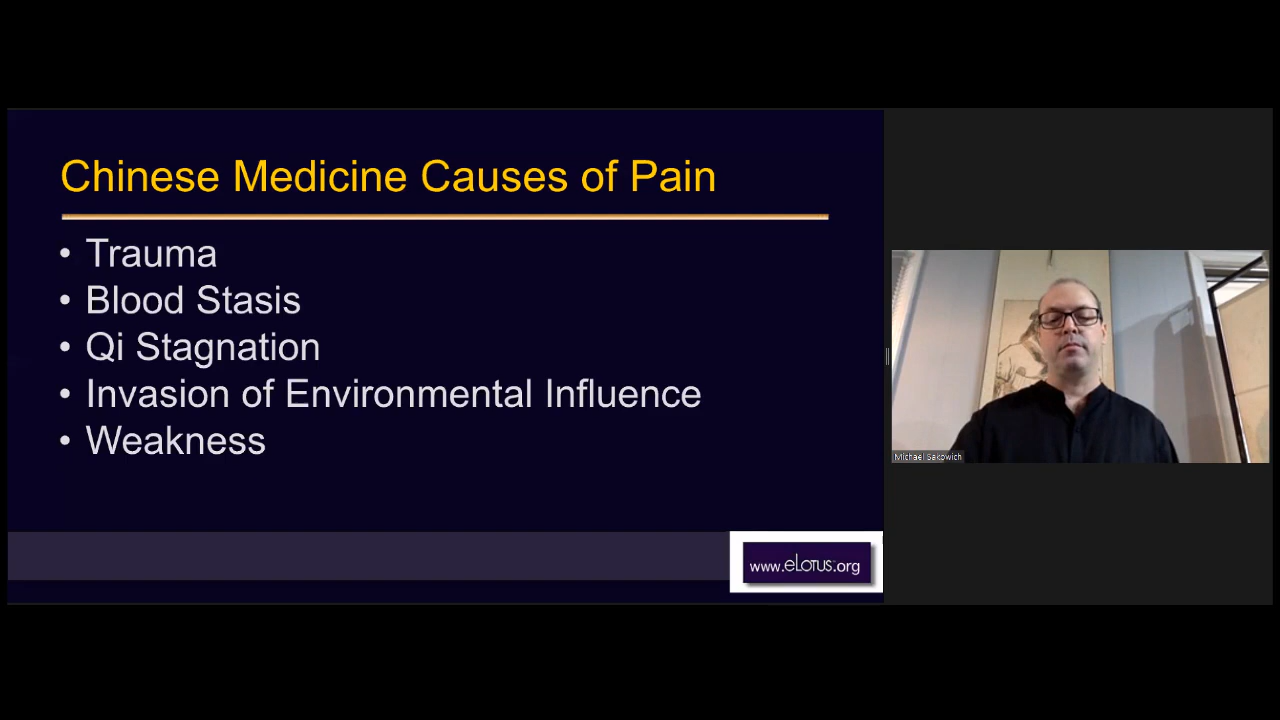 Chinese Medicine Causes of Pain
• Trauma
• Blood Stasis
• Qi Stagnation
• Invasion of Environmental Influence
• Weakness
www.eLotus.org
Michael Sakowich